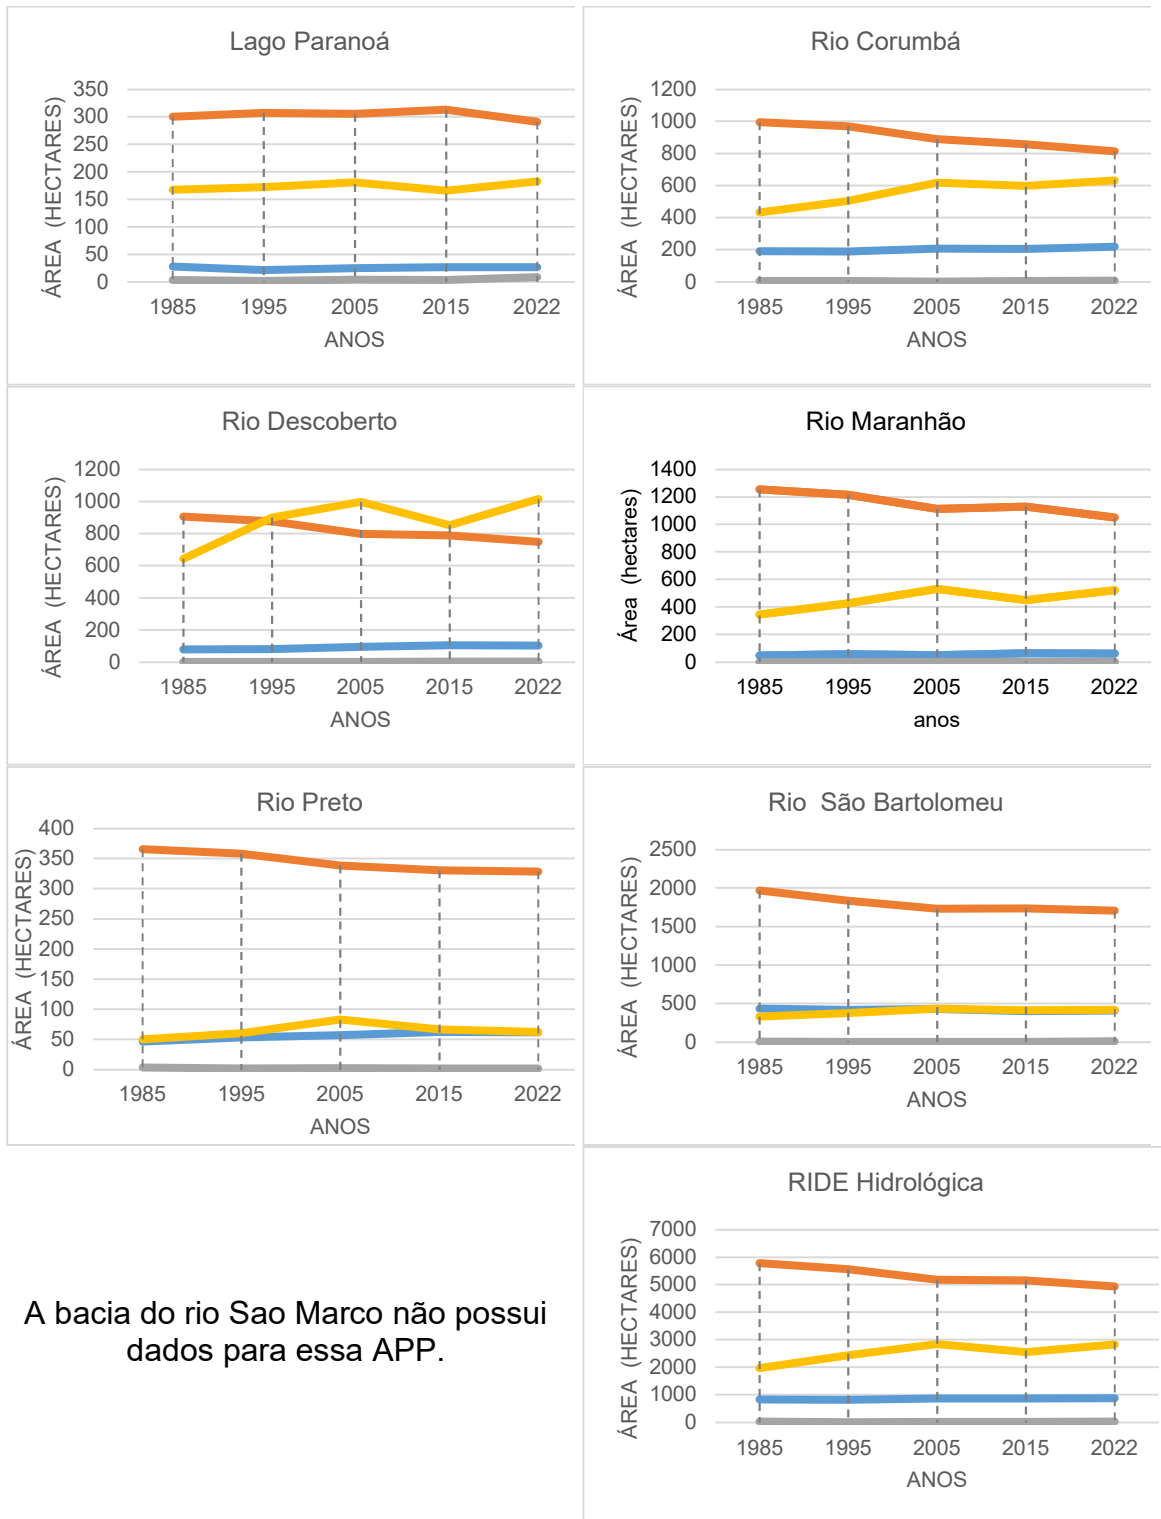 Lago Paranoá
ÁREA (HECTARES)
350
300
250
200
150
100
50
0
1985 1995 2005 2015 2022
ANOS
Rio Corumbá
ÁREA (HECTARES)
1200
1000
800
600
400
200
0
1985 1995 2005 2015 2022
ANOS
Rio Descoberto
ÁREA (HECTARES)
1200
1000
800
600
400
200
0
1985 1995 2005 2015 2022
ANOS
Rio Maranhão
Área (hectares)
1400
1200
1000
800
600
400
200
0
1985 1995 2005 2015 2022
anos
Rio Preto
ÁREA (HECTARES)
400
350
300
250
200
150
100
50
0
1985 1995 2005 2015 2022
ANOS
Rio São Bartolomeu
ÁREA (HECTARES)
2500
2000
1500
1000
500
0
1985 1995 2005 2015 2022
ANOS
A bacia do rio Sao Marco não possui
dados para essa APP.
RIDE Hidrológica
ÁREA (HECTARES)
7000
6000
5000
4000
3000
2000
1000
0
1985 1995 2005 2015 2022
ANOS